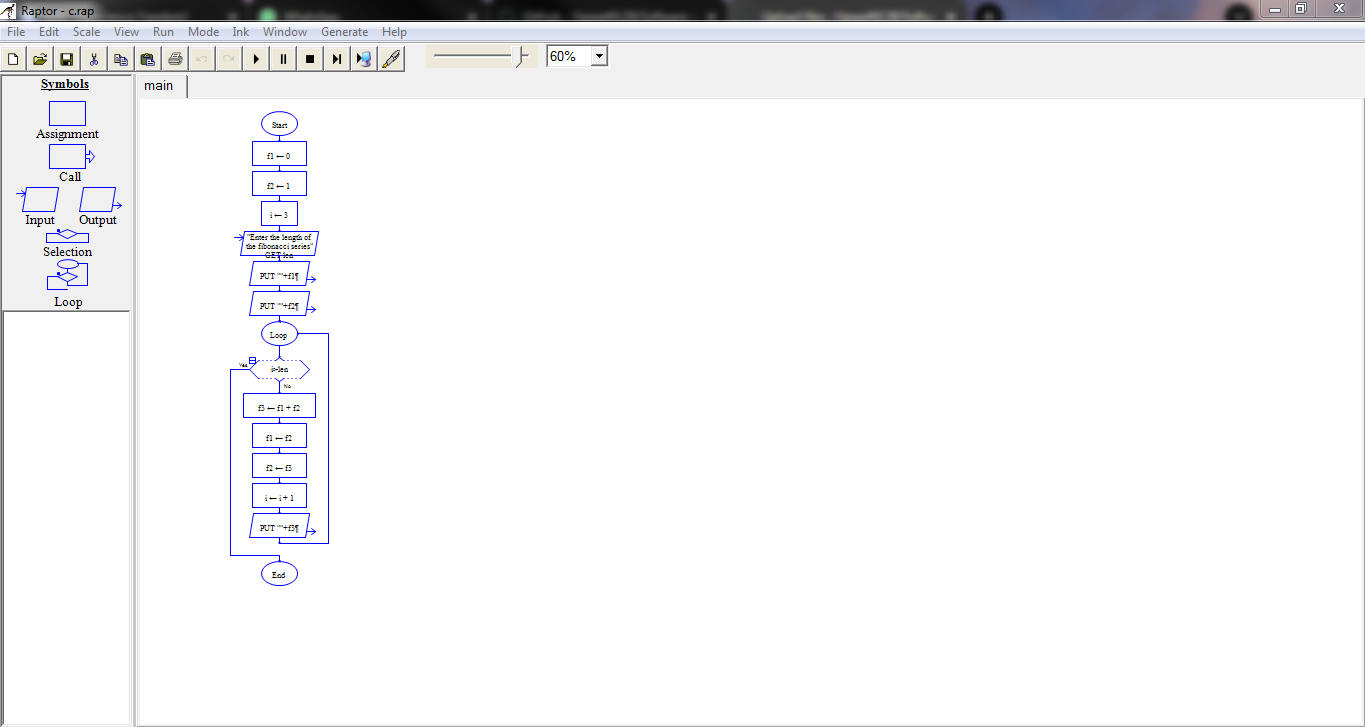 Raptor - c.rap
File Edit Scale View Run Mode Ink Window Generate Help
60%
Symbols
Assignment
Call
Input Output
Selection
Loop
main
Start
f1 ← 0
f2 ← 1
i ← 3
"Enter the length of
the fibonacci series"
GET len
PUT ""+f1¶
PUT ""+f2¶
Loop
Yes
i>len
No
f3 ← f1 + f2
f1 ← f2
f2 ← f3
i ← i + 1
PUT ""+f3¶
End